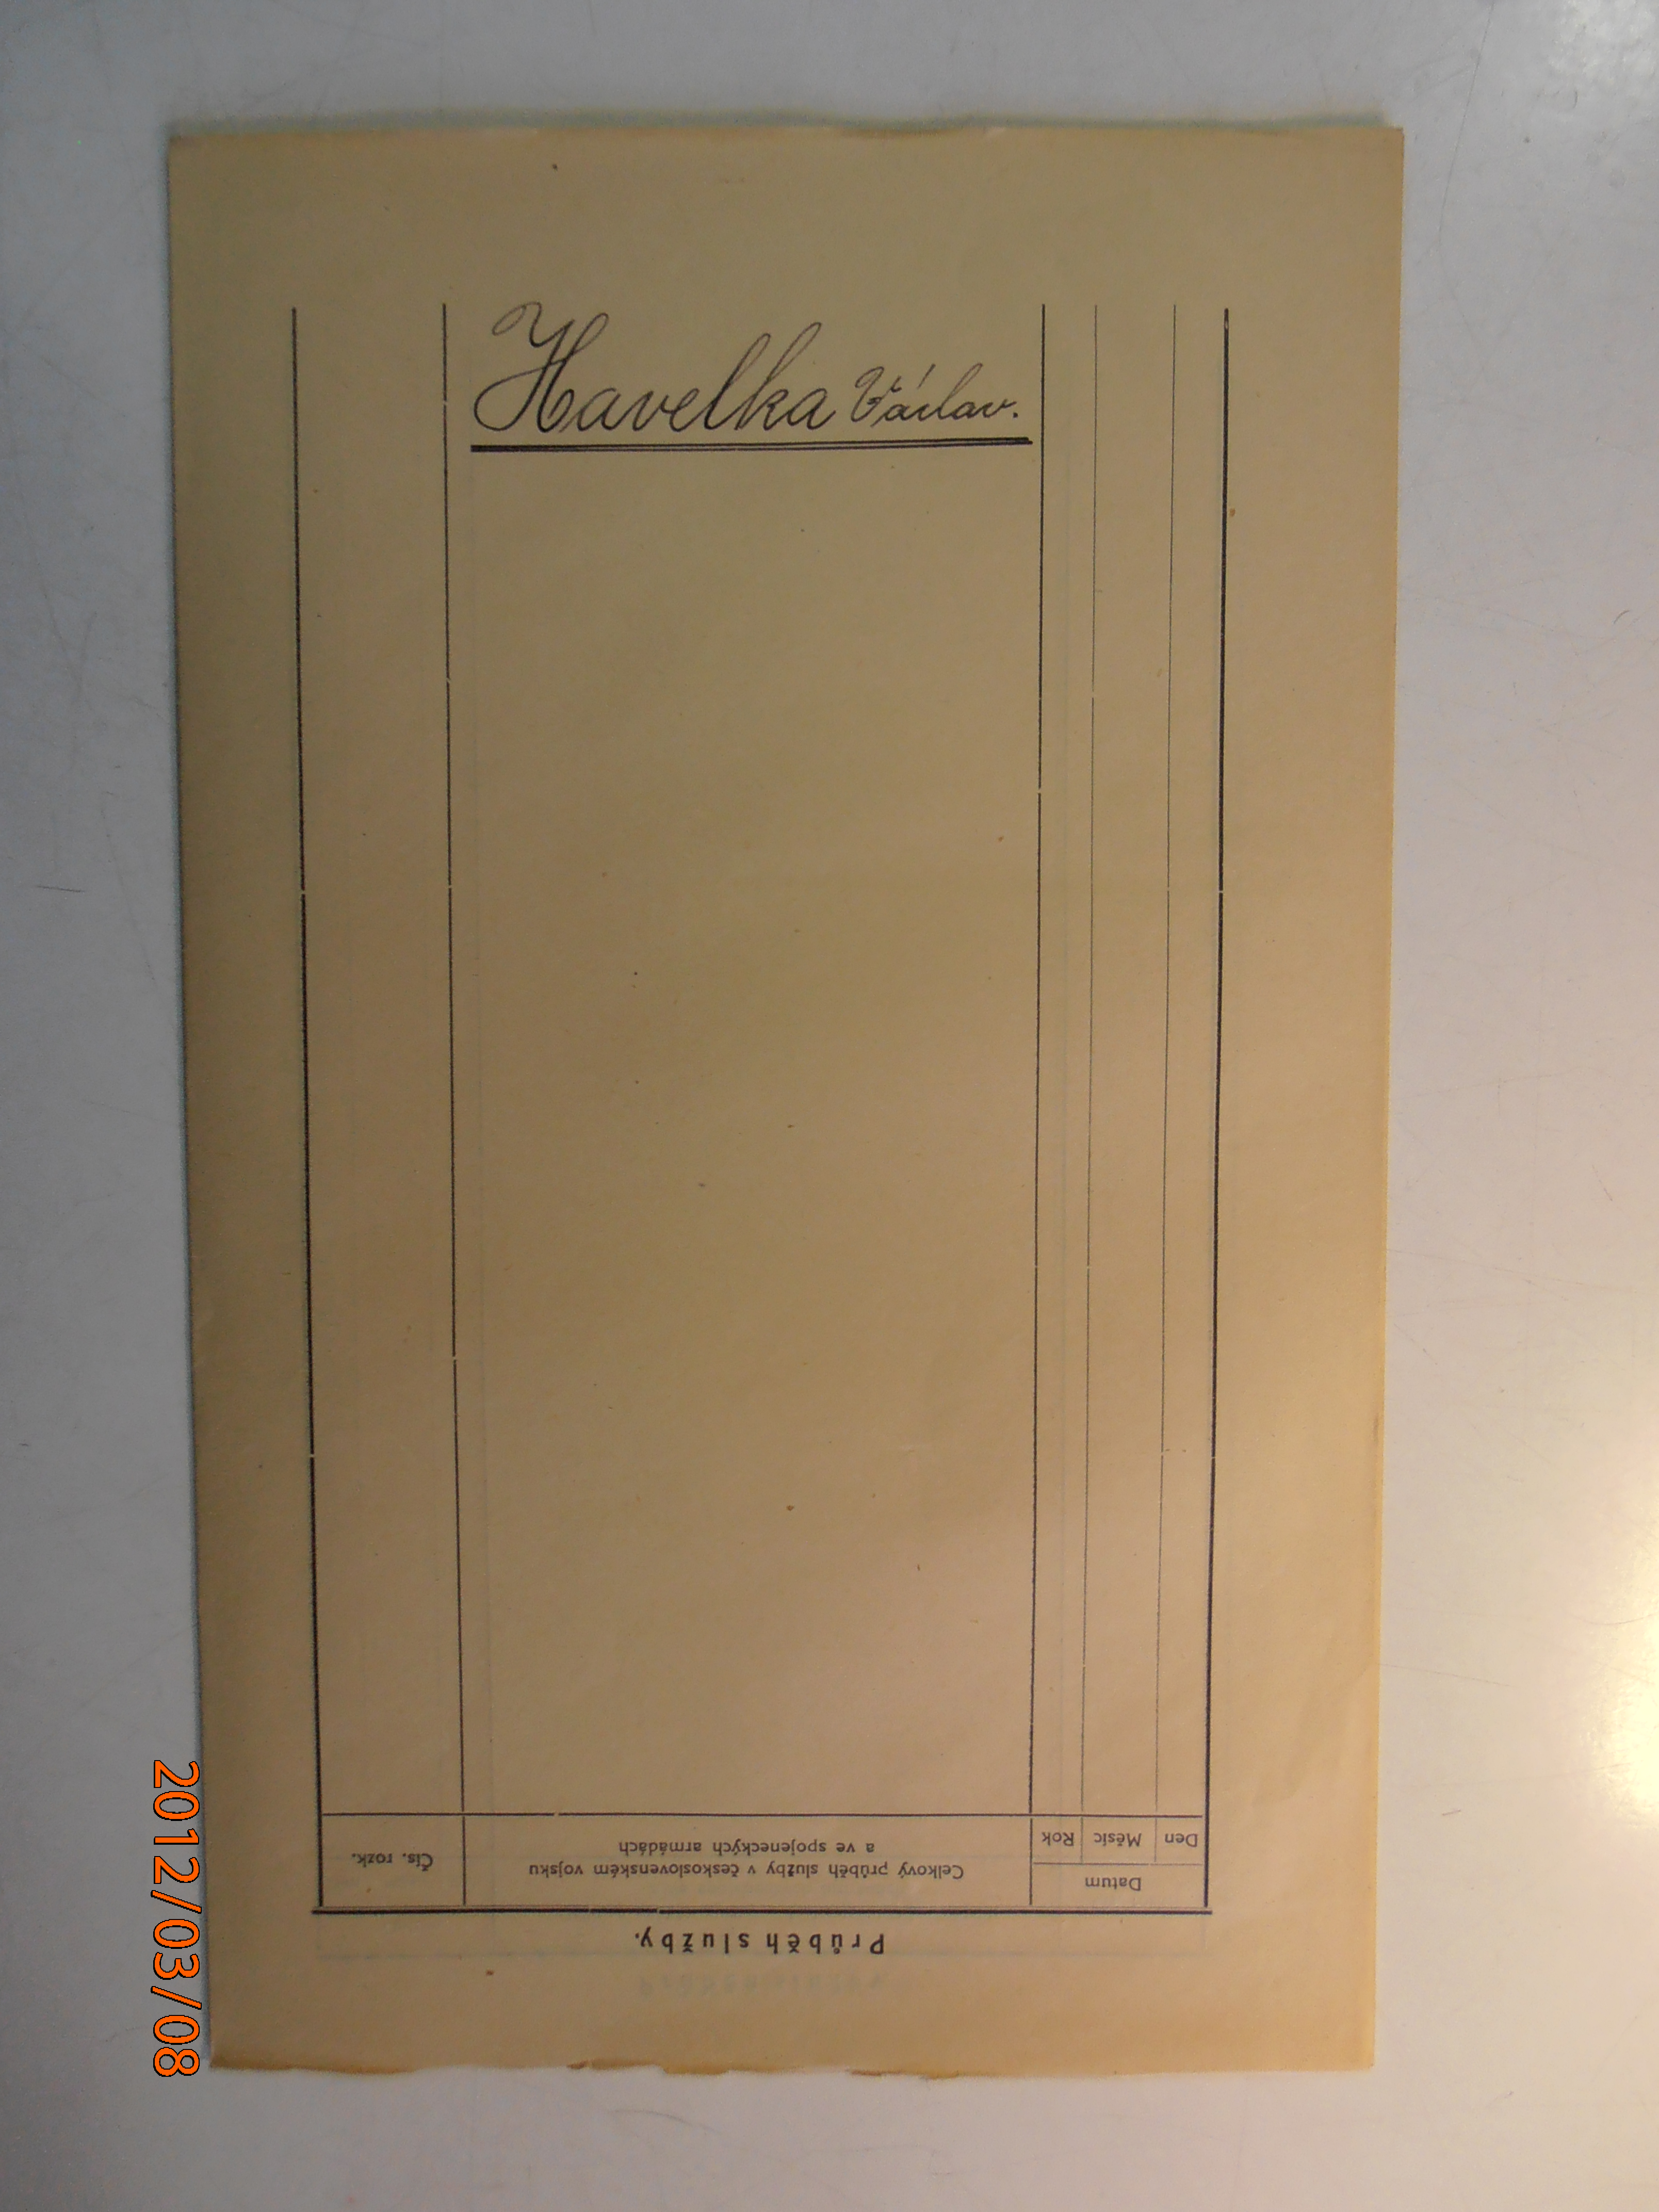 Havelka Václav.
Průběh služby.
Datum
Den Měsíc Rok
Celkový průběh služby v československém vojsku
a ve spojeneckých armádách
Čís. rozk.
2012/03/08